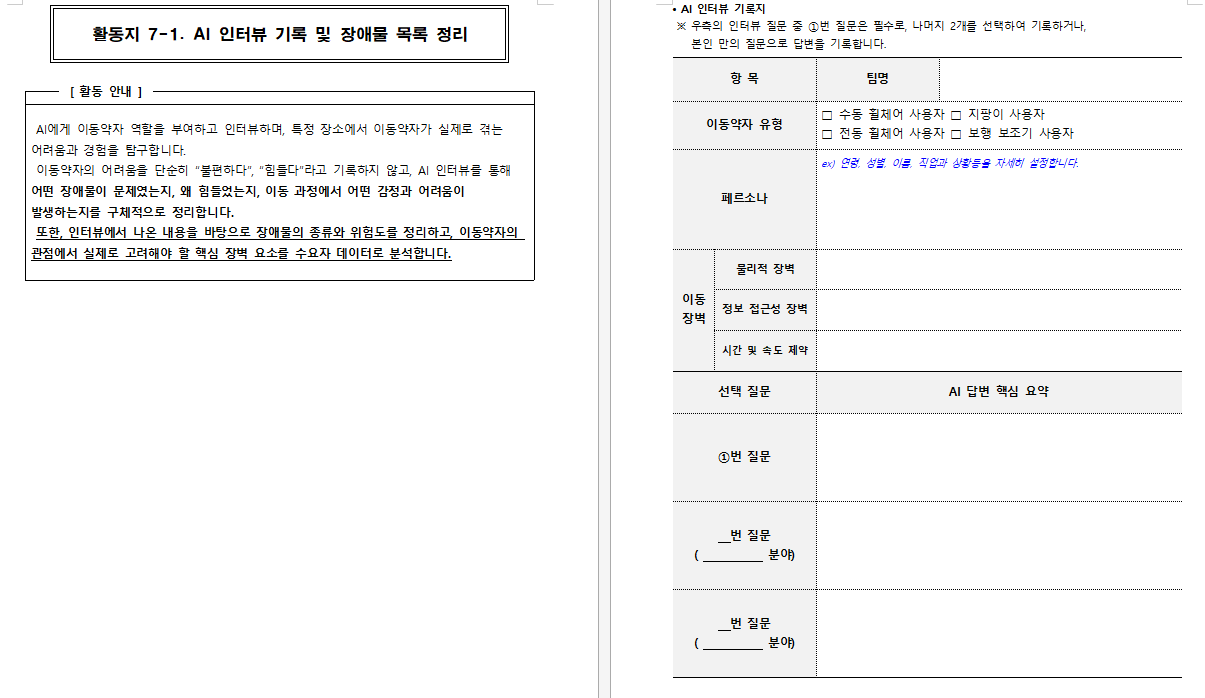 활동지 7-1. AI 인터뷰 기록 및 장애물 목록 정리
[ 활동 안내 ]
AI에게 이동약자 역할을 부여하고 인터뷰하며, 특정 장소에서 이동약자가 실제로 겪는
어려움과 경험을 탐구합니다.
이동약자의 어려움을 단순히 “불편하다”, “힘들다”라고 기록하지 않고, AI 인터뷰를 통해
어떤 장애물이 문제였는지, 왜 힘들었는지, 이동 과정에서 어떤 감정과 어려움이
발생하는지를 구체적으로 정리합니다.
또한, 인터뷰에서 나온 내용을 바탕으로 장애물의 종류와 위험도를 정리하고, 이동약자의
관점에서 실제로 고려해야 할 핵심 장벽 요소를 수요자 데이터로 분석합니다.
• AI 인터뷰 기록지
※ 우측의 인터뷰 질문 중 ①번 질문은 필수로, 나머지 2개를 선택하여 기록하거나,
본인 만의 질문으로 답변을 기록합니다.
항 목 팀명
이동약자 유형
□ 수동 휠체어 사용자 □ 지팡이 사용자
□ 전동 휠체어 사용자 □ 보행 보조기 사용자
페르소나
ex) 연령, 성별, 이름, 직업과 상황등을 자세히 설정합니다.
이동
장벽
물리적 장벽
정보 접근성 장벽
시간 및 속도 제약
선택 질문 AI 답변 핵심 요약
①번 질문
__번 질문
( ________ 분야)
__번 질문
( ________ 분야)